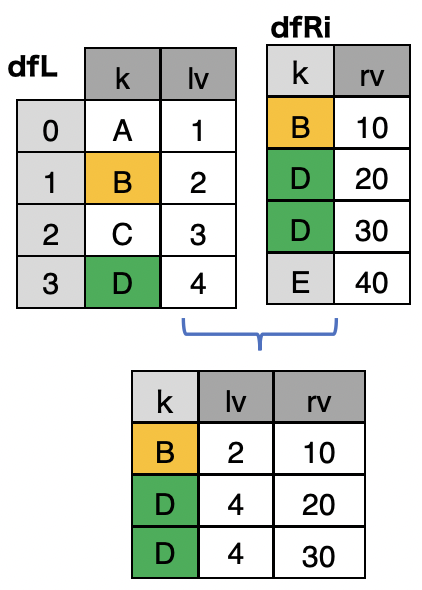 dfL
k lv
0 A 1
1 B 2
2 C 3
3 D 4
dfRi
k rv
B 10
D 20
D 30
E 40
k lv rv
B 2 10
D 4 20
D 4 30